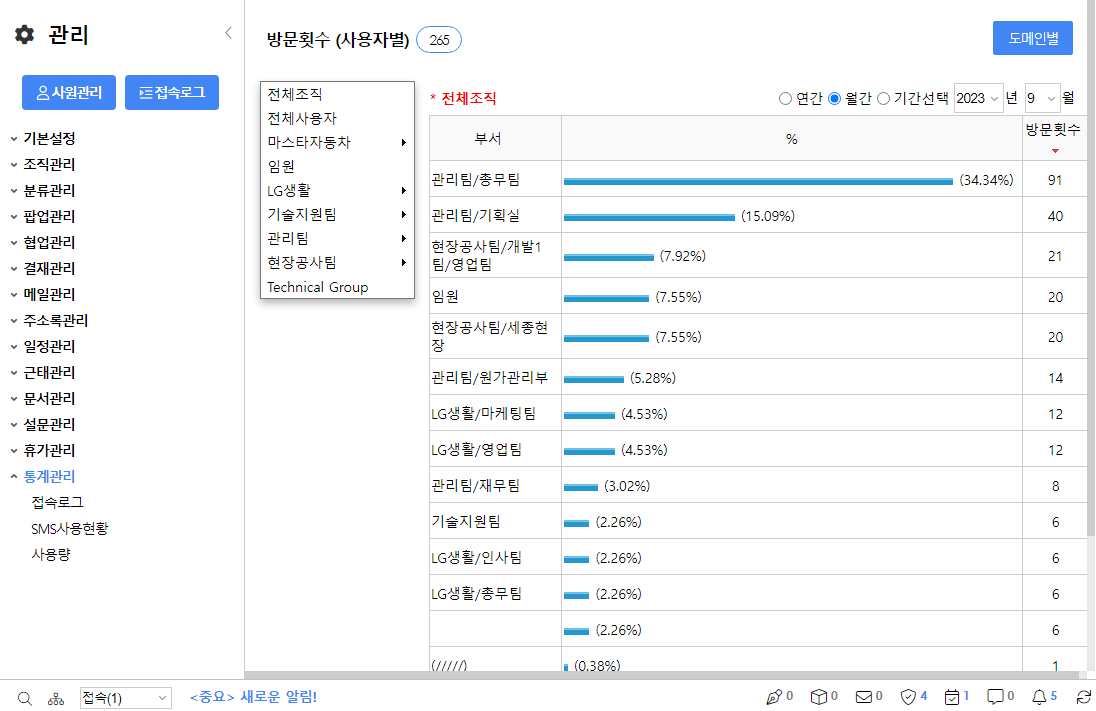 관리
사원관리
접속로그
기본설정
조직관리
분류관리
팝업관리
협업관리
결재관리
메일관리
주소록관리
일정관리
근태관리
문서관리
설문관리
휴가관리
통계관리
접속로그
SMS사용현황
사용량
방문횟수 (사용자별) 265
도메인별
전체조직
전체사용자
마스타자동차
임원
LG생활
기술지원팀
관리팀
현장공사팀
Technical Group
* 전체조직
연간 월간 기간선택 2023 년 9 월
부서 % 방문횟수
관리팀/총무팀 (34.34%) 91
관리팀/기획실 (15.09%) 40
현장공사팀/개발1
팀/영업팀 (7.92%) 21
임원 (7.55%) 20
현장공사팀/세종현
장 (7.55%) 20
관리팀/원가관리부 (5.28%) 14
LG생활/마케팅팀 (4.53%) 12
LG생활/영업팀 (4.53%) 12
관리팀/재무팀 (3.02%) 8
기술지원팀 (2.26%) 6
LG생활/인사팀 (2.26%) 6
LG생활/총무팀 (2.26%) 6
(2.26%) 6
(/////) (0.38%) 1
접속(1) <중요> 새로운 알림! 0 0 0 4 1 0 5